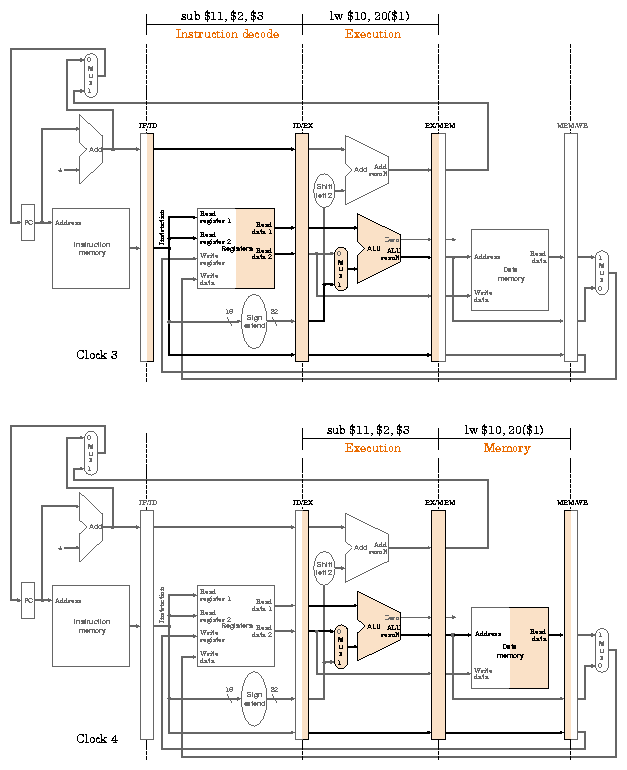 sub $11, $2, $3 lw $10, 20($1)
Instruction decode Execution
IF/ID ID/EX EX/MEM MEM/WB
0
M
u
x
1
Add
4
Add
Add result
Shift
left 2
PC
Address
Instruction
memory
Instruction
Read
register 1
Read
register 2
Write
register
Write
data
Registers
Read
data 1
Read
data 2
16
Sign
extend
32
0
M
u
x
1
ALU
Zero
ALU
result
Address
Write
data
Read
data
Data
memory
1
M
u
x
0
Clock 3
sub $11, $2, $3 lw $10, 20($1)
Execution Memory
IF/ID ID/EX EX/MEM MEM/WB
0
M
u
x
1
Add
4
Add
Add result
Shift
left 2
PC
Address
Instruction
memory
Instruction
Read
register 1
Read
register 2
Write
register
Write
data
Registers
Read
data 1
Read
data 2
16
Sign
extend
32
0
M
u
x
1
ALU
Zero
ALU
result
Address
Write
data
Read
data
Data
memory
1
M
u
x
0
Clock 4